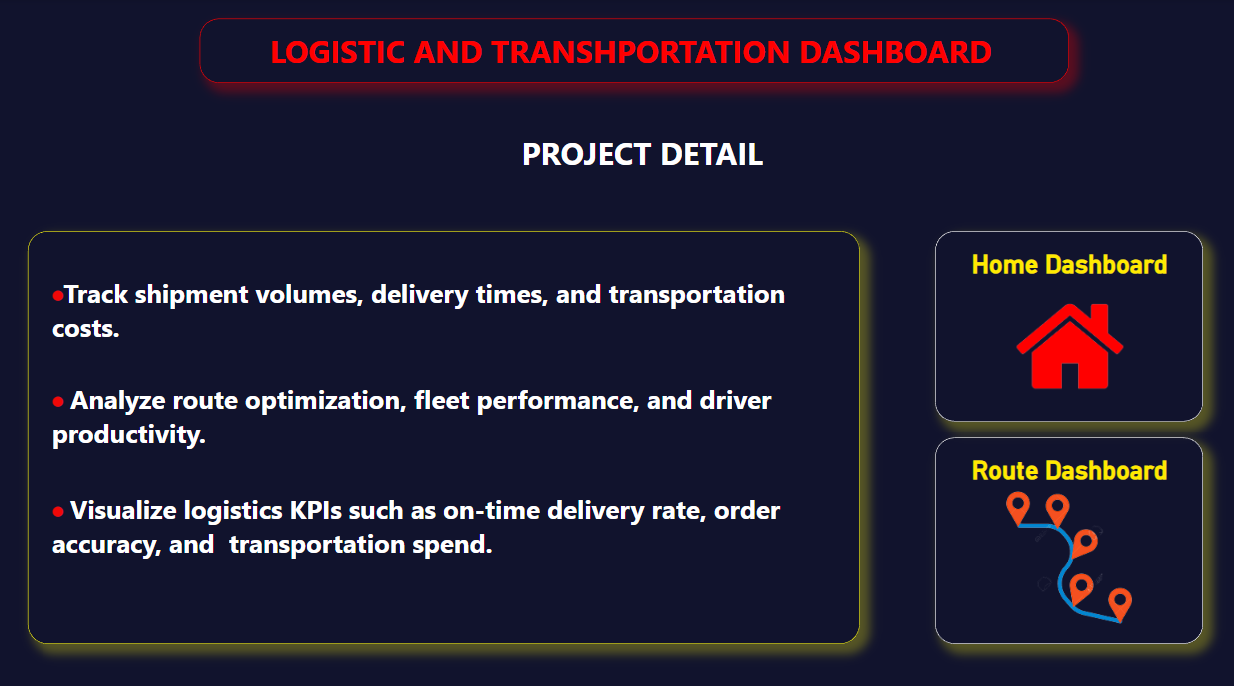 LOGISTIC AND TRANSHPORTATION DASHBOARD
PROJECT DETAIL
●Track shipment volumes, delivery times, and transportation
costs.
● Analyze route optimization, fleet performance, and driver
productivity.
● Visualize logistics KPIs such as on-time delivery rate, order
accuracy, and  transportation spend.
Home Dashboard
Route Dashboard